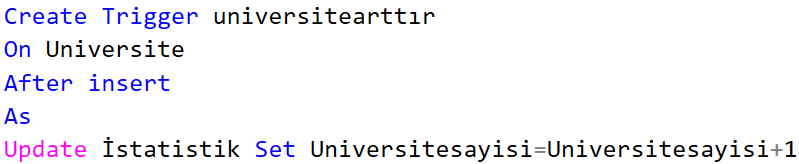 Create Trigger universitearttır
On Universite
After insert
As
Update İstatistik Set Universitesayisi=Universitesayisi+1